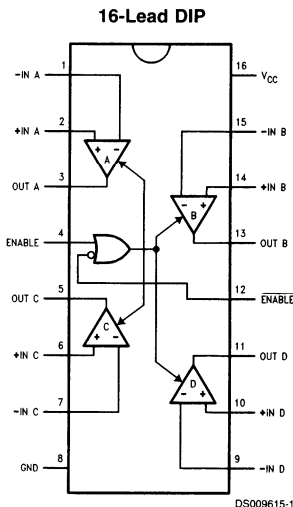 16-Lead DIP
1
-IN A
16
VCC
2
+IN A
15
-IN B
+ -
A
3
OUT A
14
+IN B
- +
B
4
ENABLE
13
OUT B
5
OUT C
12
ENABLE
C
+ -
6
+IN C
11
OUT D
D
- +
7
-IN C
10
+IN D
8
GND
9
-IN D
DS009615-1